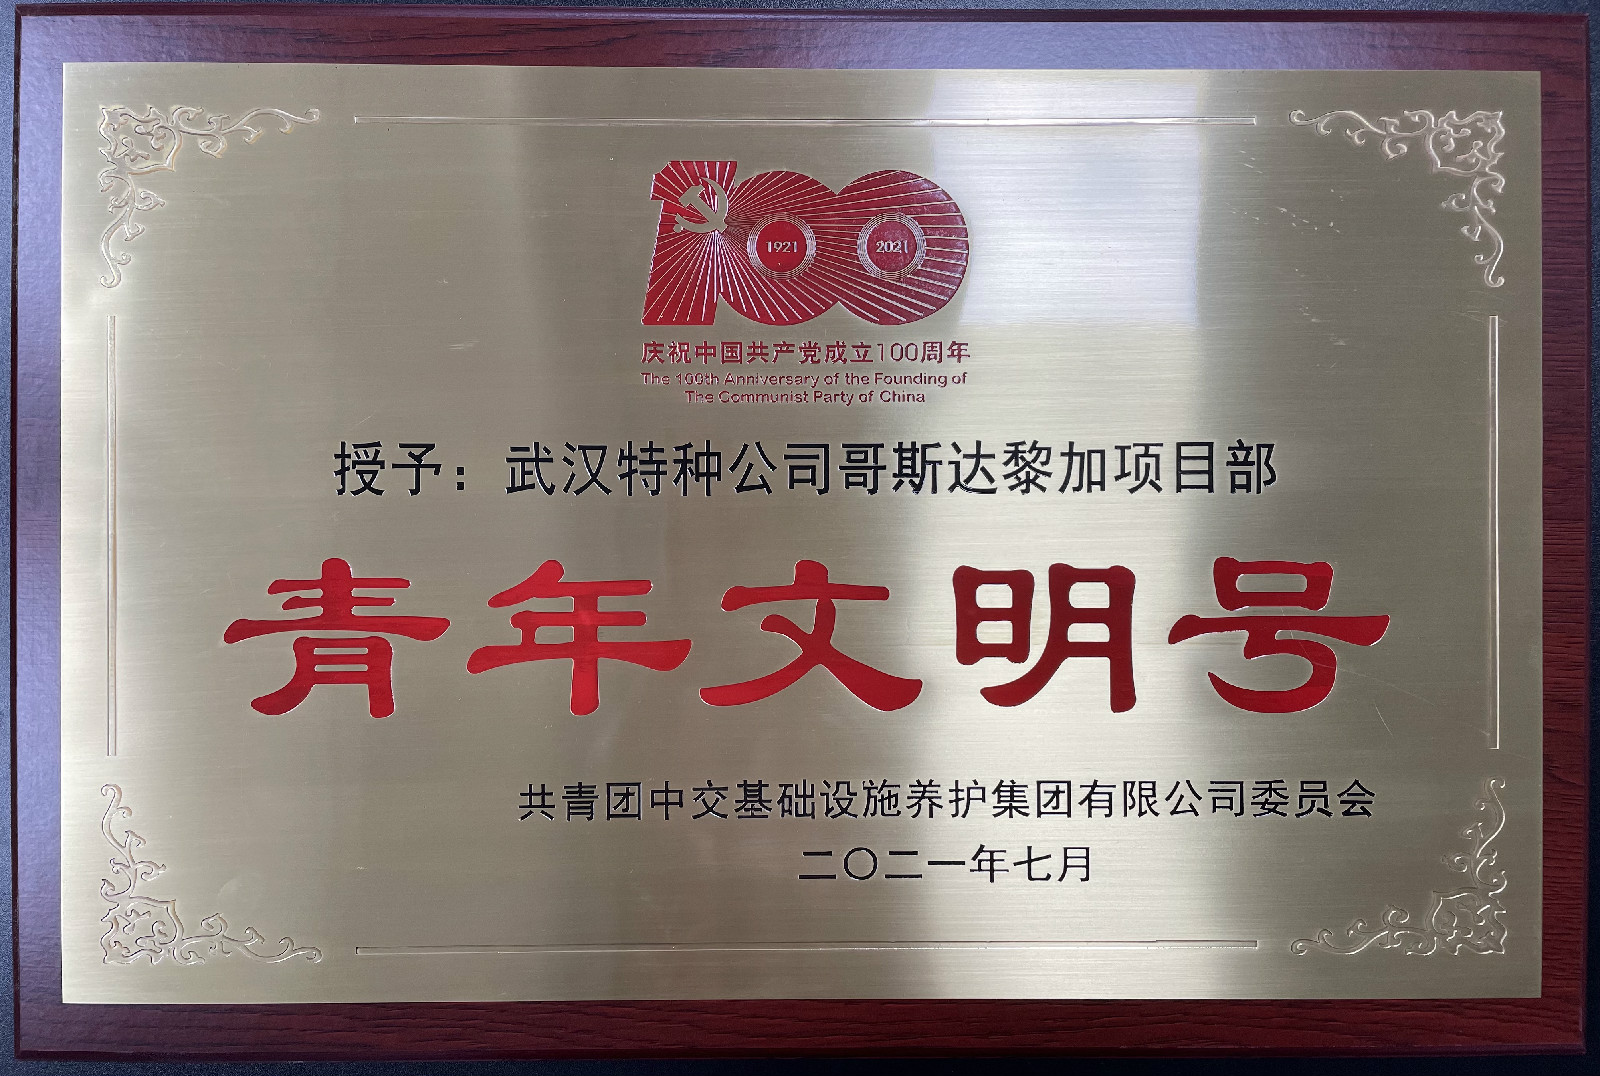 1921 2021
庆祝中国共产党成立100周年
The 100th Anniversary of the Founding of
The Communist Party of China
授予：武汉特种公司哥斯达黎加项目部
青年文明号
共青团中交基础设施养护集团有限公司委员会
二〇二一年七月